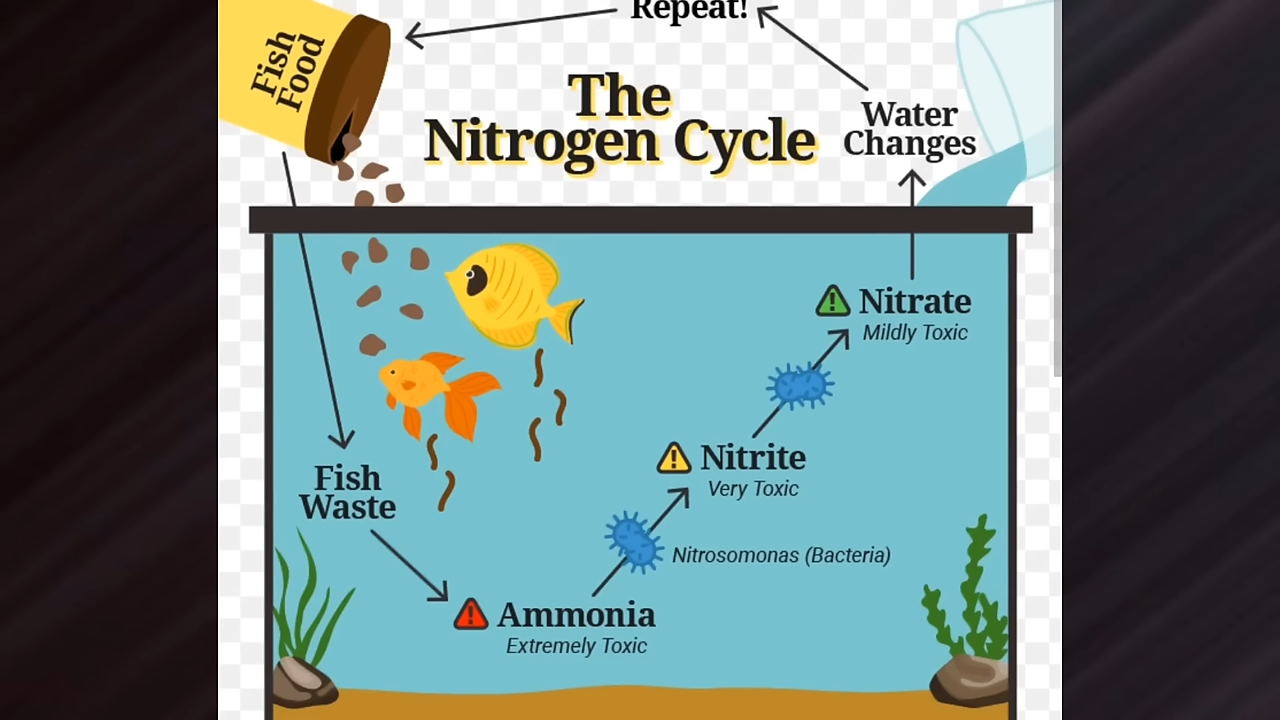 Repeat!
Fish
Food
The
Nitrogen Cycle
Water
Changes
Nitrate
Mildly Toxic
Nitrite
Very Toxic
Fish
Waste
Nitrosomonas (Bacteria)
Ammonia
Extremely Toxic